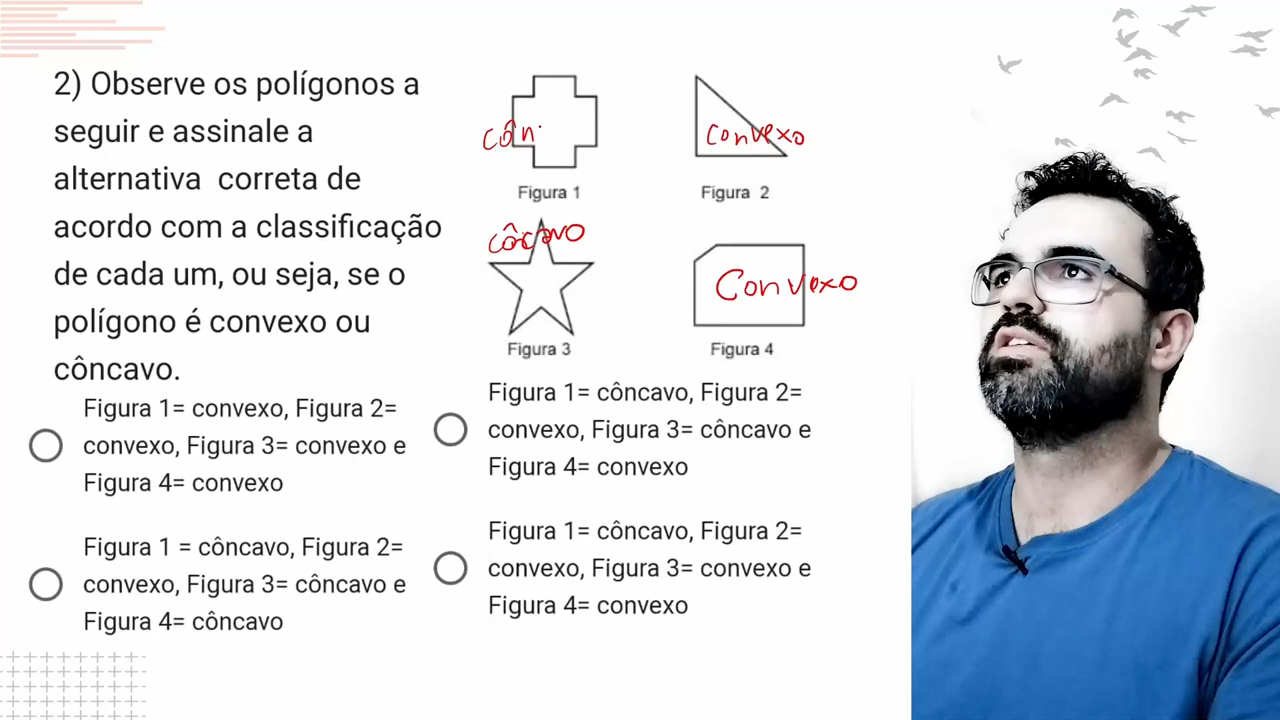 2) Observe os polígonos a
seguir e assinale a
alternativa correta de
acordo com a classificação
de cada um, ou seja, se o
polígono é convexo ou
côncavo.
côn
Figura 1
convexo
Figura 2
côcavo
Figura 3
Convexo
Figura 4
Figura 1= convexo, Figura 2=
convexo, Figura 3= convexo e
Figura 4= convexo
Figura 1= côncavo, Figura 2=
convexo, Figura 3= côncavo e
Figura 4= convexo
Figura 1 = côncavo, Figura 2=
convexo, Figura 3= côncavo e
Figura 4= côncavo
Figura 1= côncavo, Figura 2=
convexo, Figura 3= convexo e
Figura 4= convexo